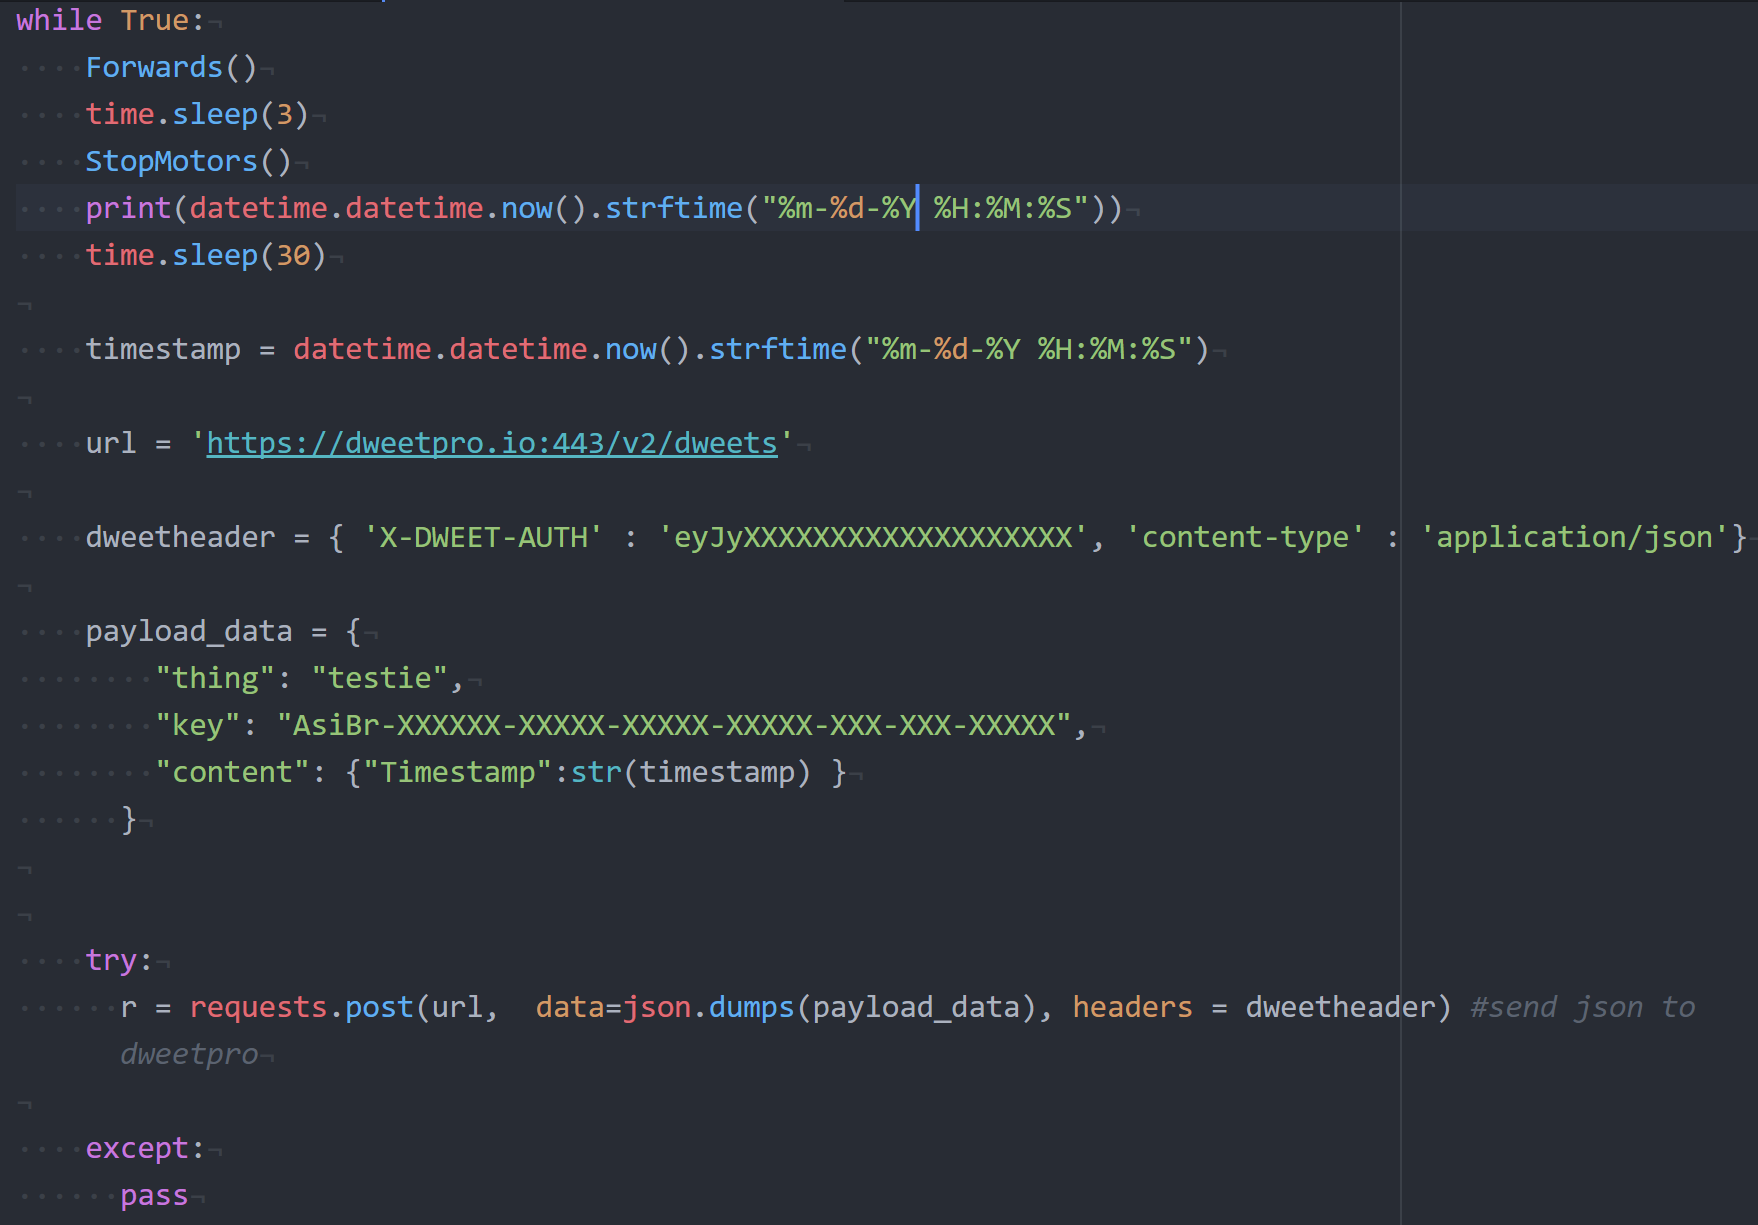 while True:
    Forwards()
    time.sleep(3)
    StopMotors()
    print(datetime.datetime.now().strftime("%m-%d-%Y %H:%M:%S"))
    time.sleep(30)

    timestamp = datetime.datetime.now().strftime("%m-%d-%Y %H:%M:%S")

    url = 'https://dweetpro.io:443/v2/dweets'

    dweetheader = { 'X-DWEET-AUTH' : 'eyJyXXXXXXXXXXXXXXXXXXX', 'content-type' : 'application/json'}

    payload_data = {
        "thing": "testie",
        "key": "AsiBr-XXXXXX-XXXXX-XXXXX-XXXXX-XXX-XXX-XXXXX",
        "content": {"Timestamp":str(timestamp) }
      }


    try:
      r = requests.post(url,  data=json.dumps(payload_data), headers = dweetheader) #send json to
      dweetpro

    except:
      pass